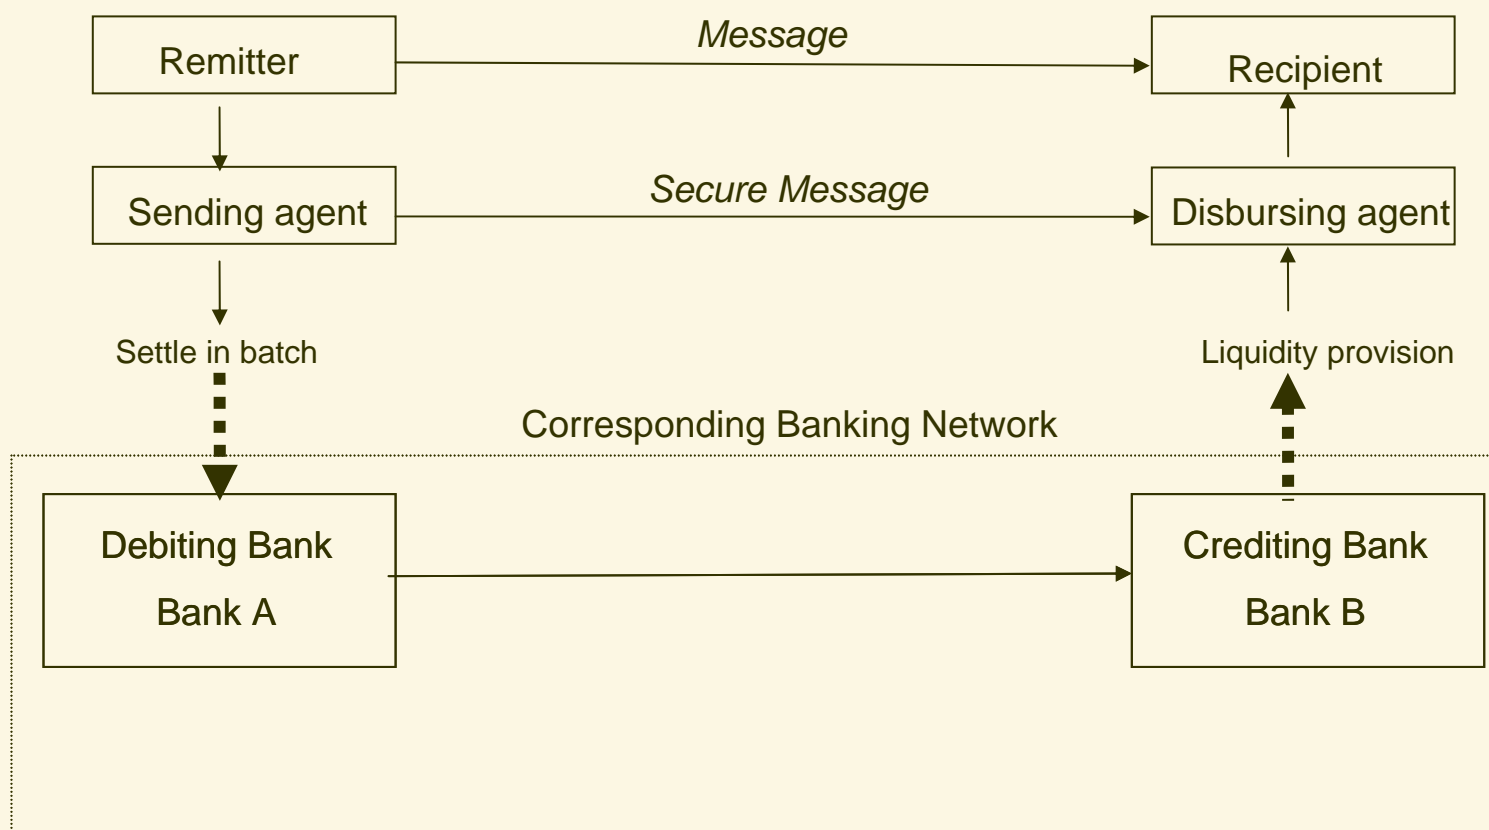 Message
Remitter
Recipient
Secure Message
Sending agent
Disbursing agent
Settle in batch
Liquidity provision
Corresponding Banking Network
Debiting Bank
Bank A
Crediting Bank
Bank B